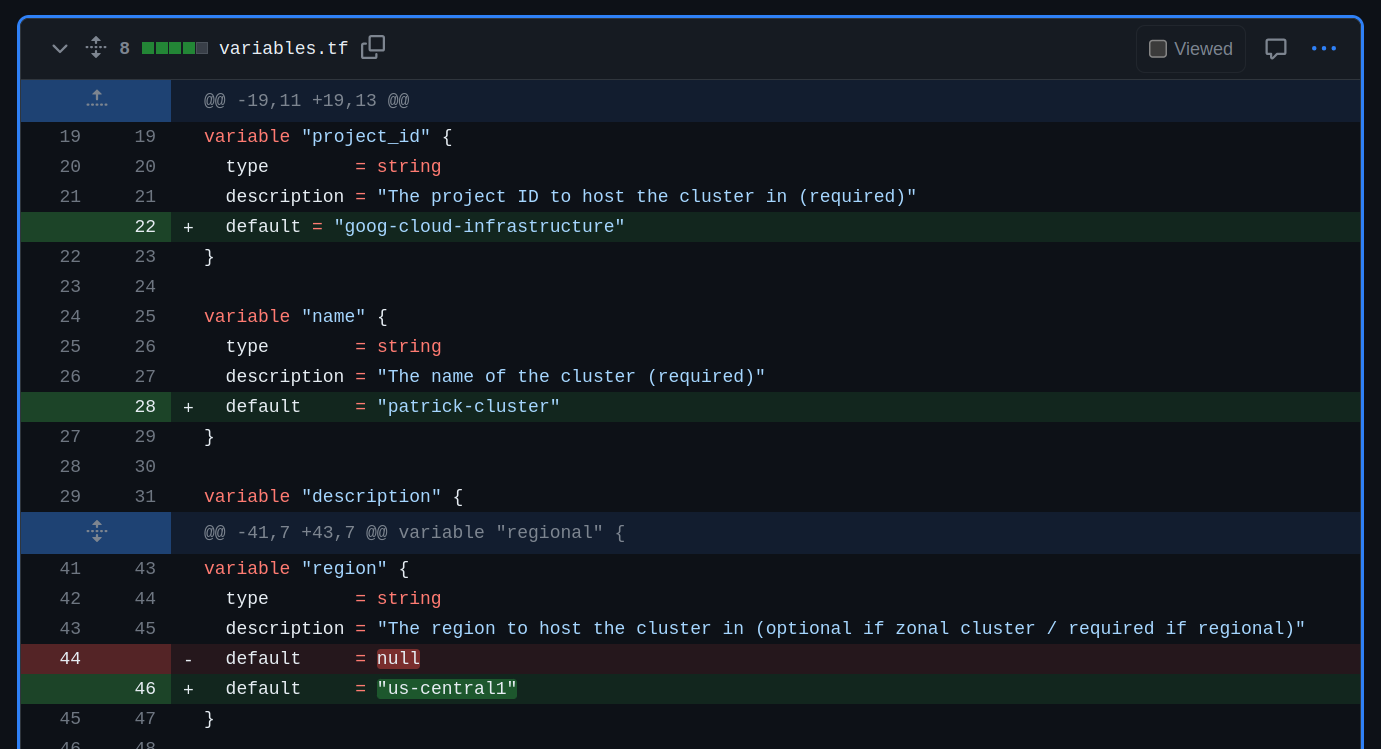 8 variables.tf Viewed
@@ -19,11 +19,13 @@
19 19 variable "project_id" {
20 20 type = string
21 21 description = "The project ID to host the cluster in (required)"
22 + default = "goog-cloud-infrastructure"
22 23 }
23 24
24 25 variable "name" {
25 26 type = string
26 27 description = "The name of the cluster (required)"
28 + default = "patrick-cluster"
27 29 }
28 30
29 31 variable "description" {
@@ -41,7 +43,7 @@ variable "regional" {
41 43 variable "region" {
42 44 type = string
43 45 description = "The region to host the cluster in (optional if zonal cluster / required if regional)"
44 - default = null
46 + default = "us-central1"
45 47 }
46 48